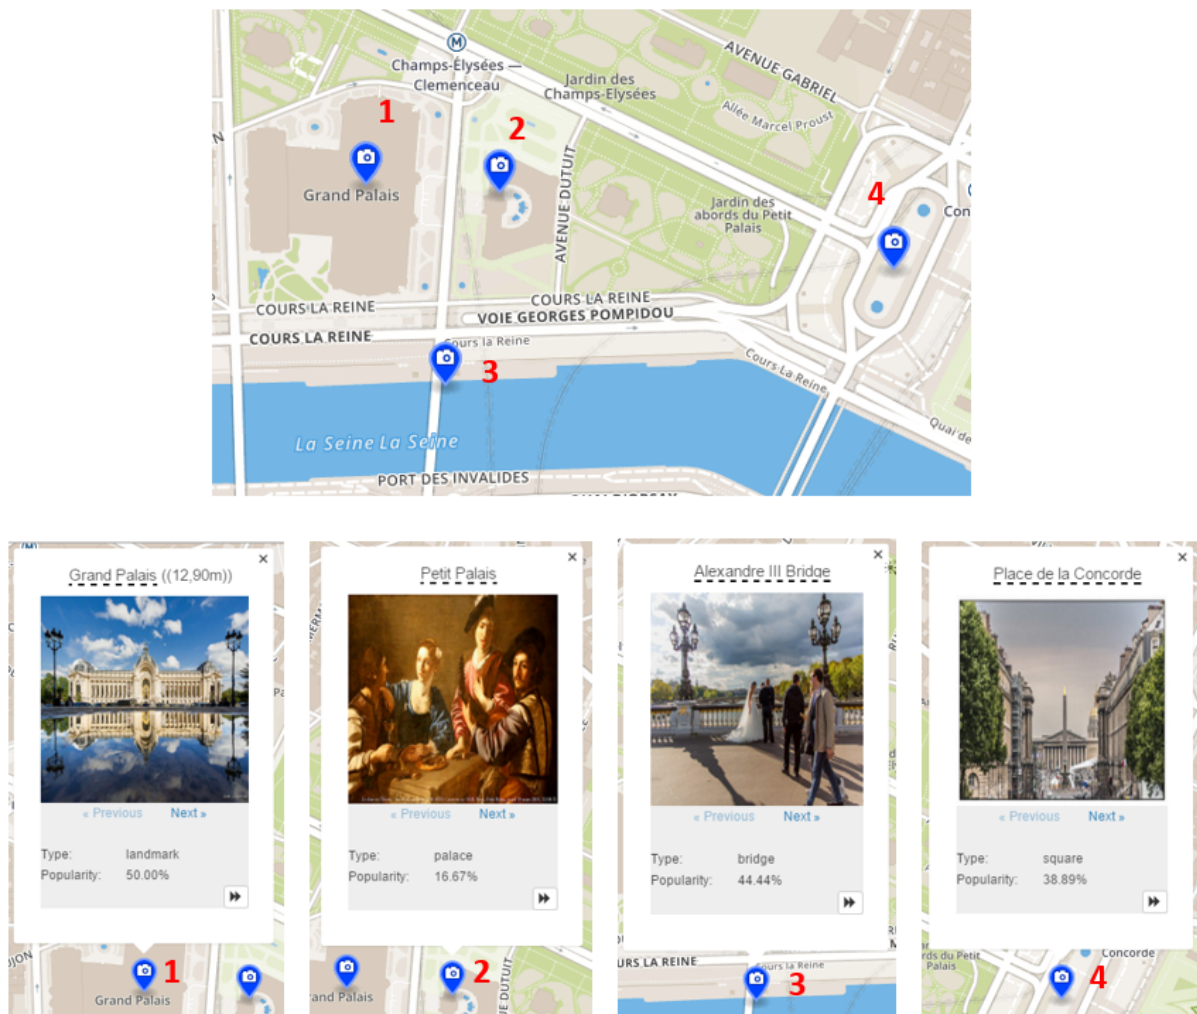 AVENUE GABRIEL
M
Champs-Élysées —
Clemenceau
Jardin des
Champs-Elysées
Allée Marcel Proust
1
2
N
Grand Palais
AVENUE DUTUIT
4
Jardin des
abords du Petit
Palais
Con
COURS LA REINE
COURS LA REINE
VOIE GEORGES POMPIDOU
COURS LA REINE
Cours la Reine
3
Cours La Reine
La Seine La Seine
Quai de
PORT DES INVALIDES
Grand Palais ((12,90m))
« Previous Next »
Type: landmark
Popularity: 50.00%
1
Grand Palais
Petit Palais
« Previous Next »
Type: palace
Popularity: 16.67%
2
rand Palais
E DUTUIT
Alexandre III Bridge
« Previous Next »
Type: bridge
Popularity: 44.44%
URS LA REINE
ours la Reine
3
Place de la Concorde
« Previous Next »
Type: square
Popularity: 38.89%
rds du Petit
Palais
Concorde
4